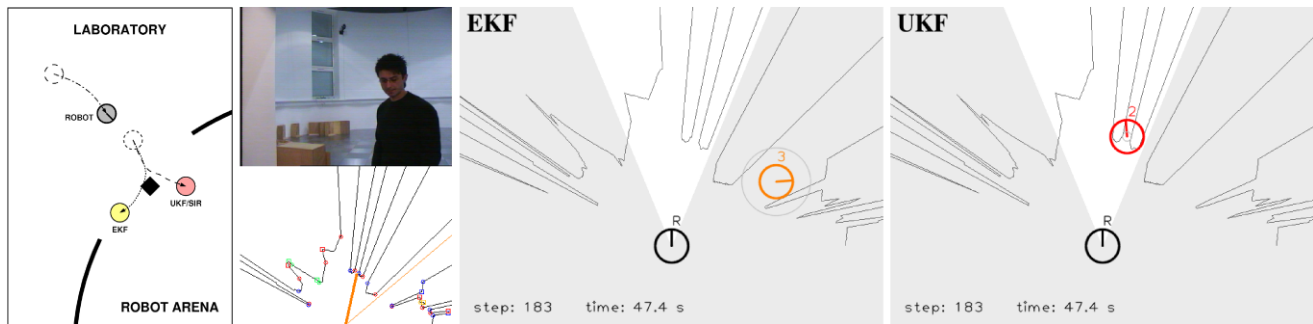 LABORATORY
ROBOT
UKF/SIR
EKF
ROBOT ARENA
EKF
3
R
step: 183 time: 47.4 s
UKF
2
R
step: 183 time: 47.4 s